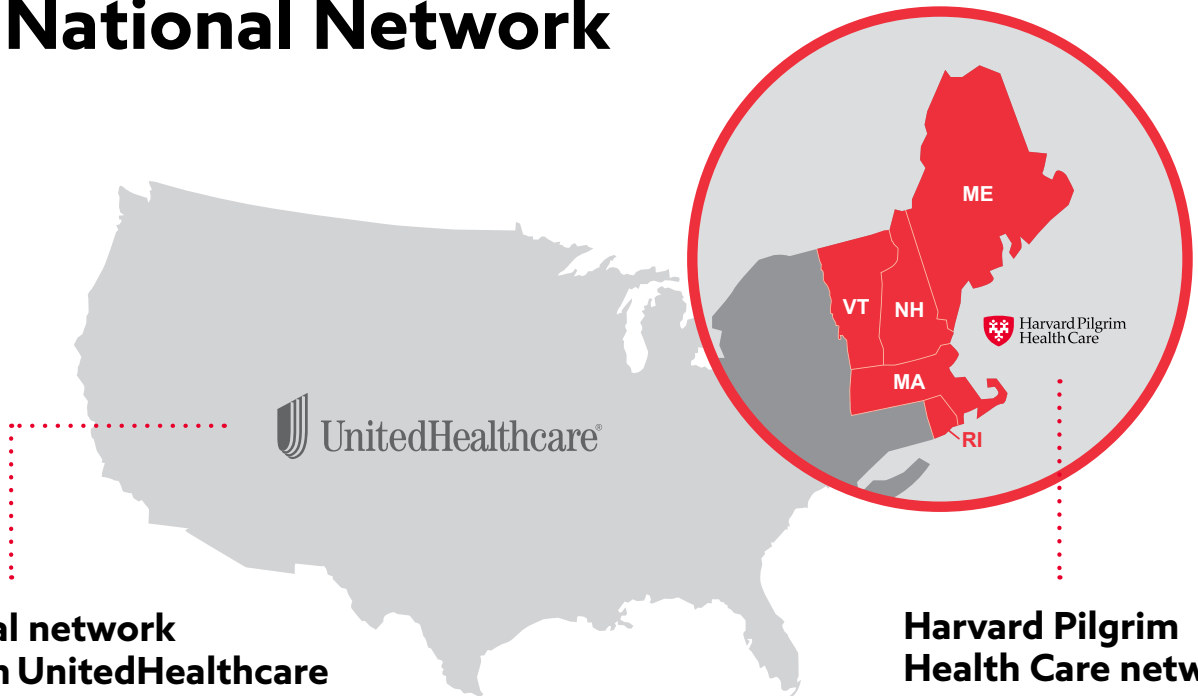 National Network
ME
VT
NH
Harvard Pilgrim
Health Care
MA
UnitedHealthcare®
RI
al network
UnitedHealthcare
Harvard Pilgrim
Health Care